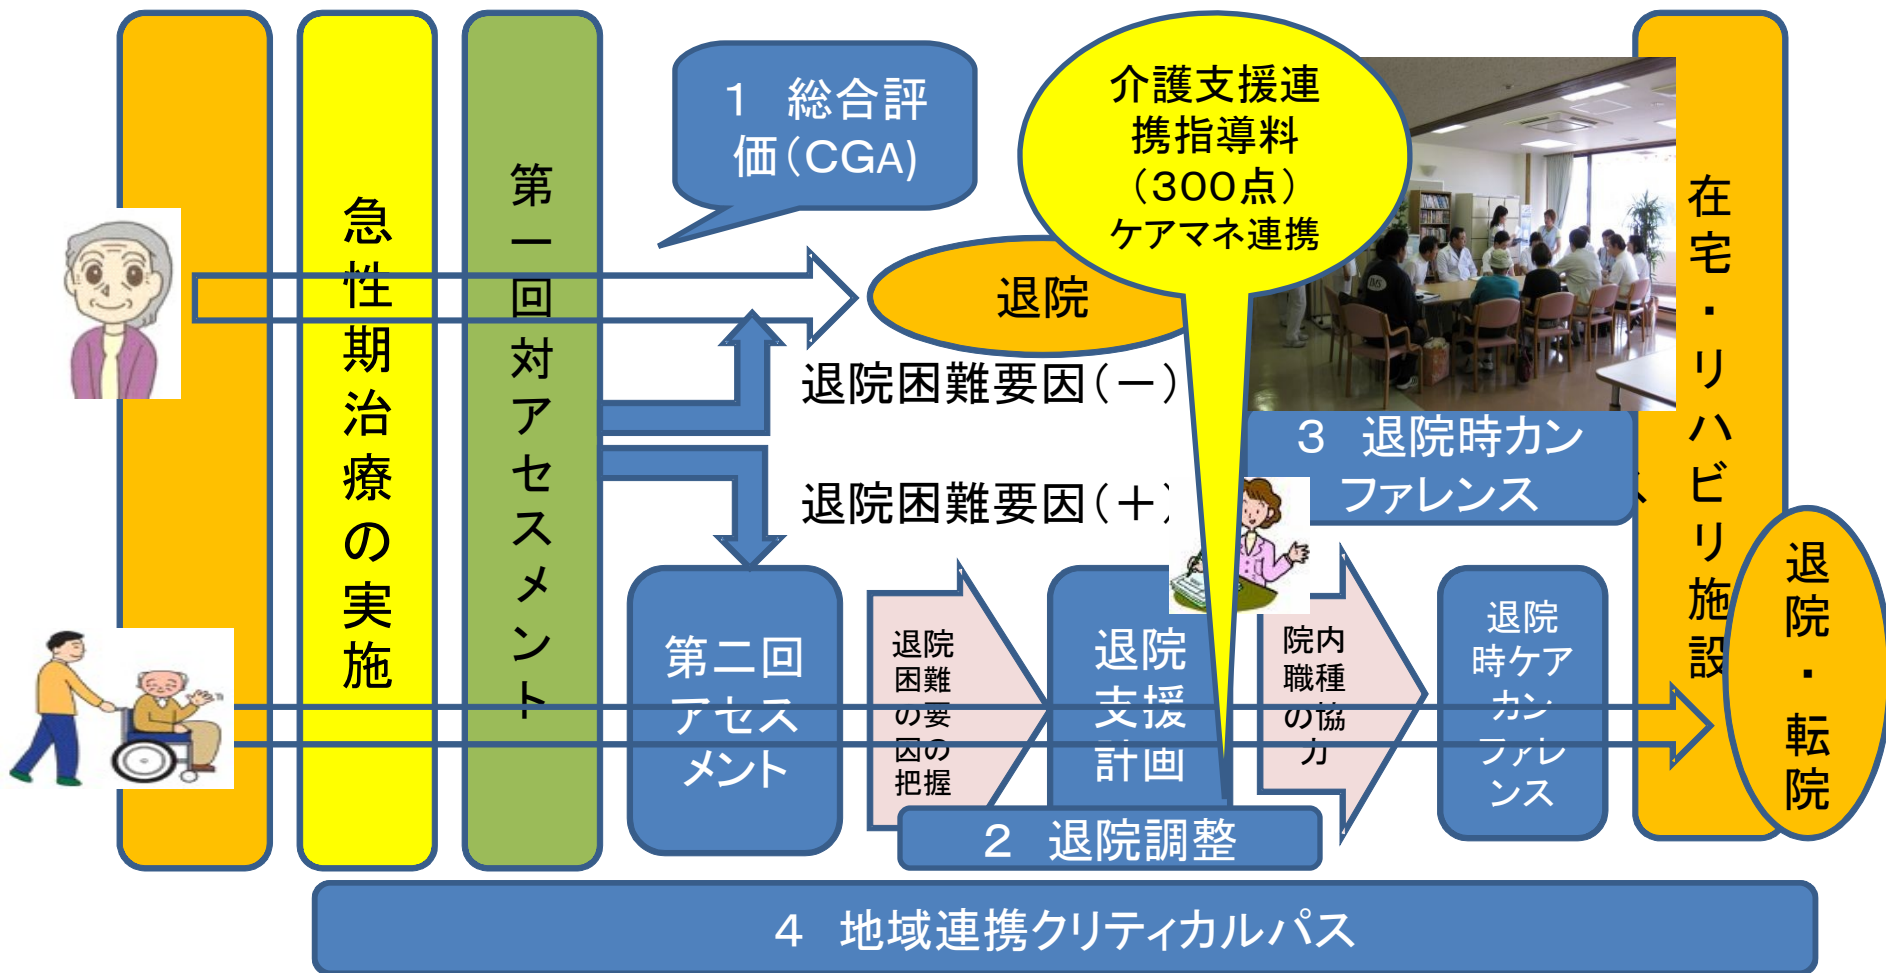 急性期治療の実施
第一回対アセスメント
1 総合評
価(CGA)
介護支援連
携指導料
(300点)
ケアマネ連携
退院
退院困難要因(-)
退院困難要因(+)
3 退院時カン
ファレンス
在宅・リハビリ施設
第二回
アセス
メント
退院
困難
の要
因の
把握
退院
支援
計画
院内
職種
の協
力
退院
時ケア
カン
ファレ
ンス
退院・転院
2 退院調整
4 地域連携クリティカルパス